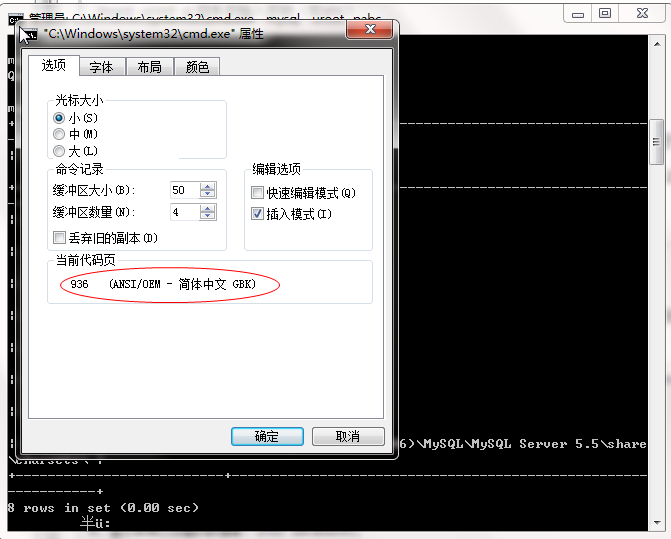 管理员: C:\Windows\system32\cmd.exe - mysql -uroot -pabc
"C:\Windows\system32\cmd.exe" 属性
选项 字体 布局 颜色
光标大小
小(S)
中(M)
大(L)
命令记录
缓冲区大小(B): 50
缓冲区数量(N): 4
丢弃旧的副本(D)
编辑选项
快速编辑模式(Q)
插入模式(I)
当前代码页
936 (ANSI/OEM - 简体中文 GBK)
确定 取消
6)\MySQL\MySQL Server 5.5\share
8 rows in set (0.00 sec)
半ü: